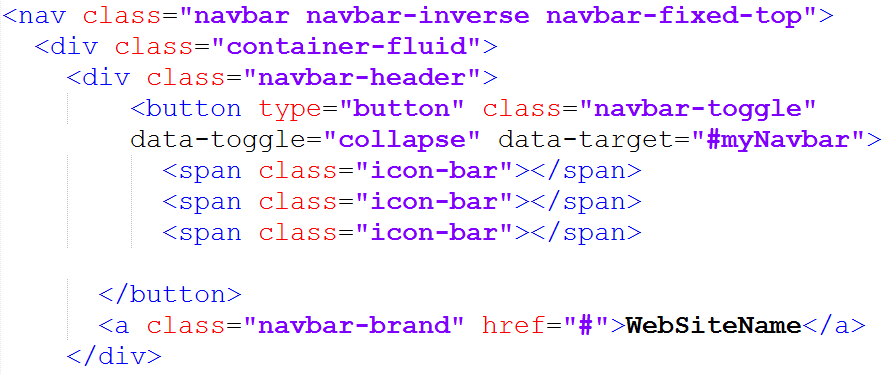 <nav class="navbar navbar-inverse navbar-fixed-top">
<div class="container-fluid">
<div class="navbar-header">
<button type="button" class="navbar-toggle"
data-toggle="collapse" data-target="#myNavbar">
<span class="icon-bar"></span>
<span class="icon-bar"></span>
<span class="icon-bar"></span>
</button>
<a class="navbar-brand" href="#">WebSiteName</a>
</div>